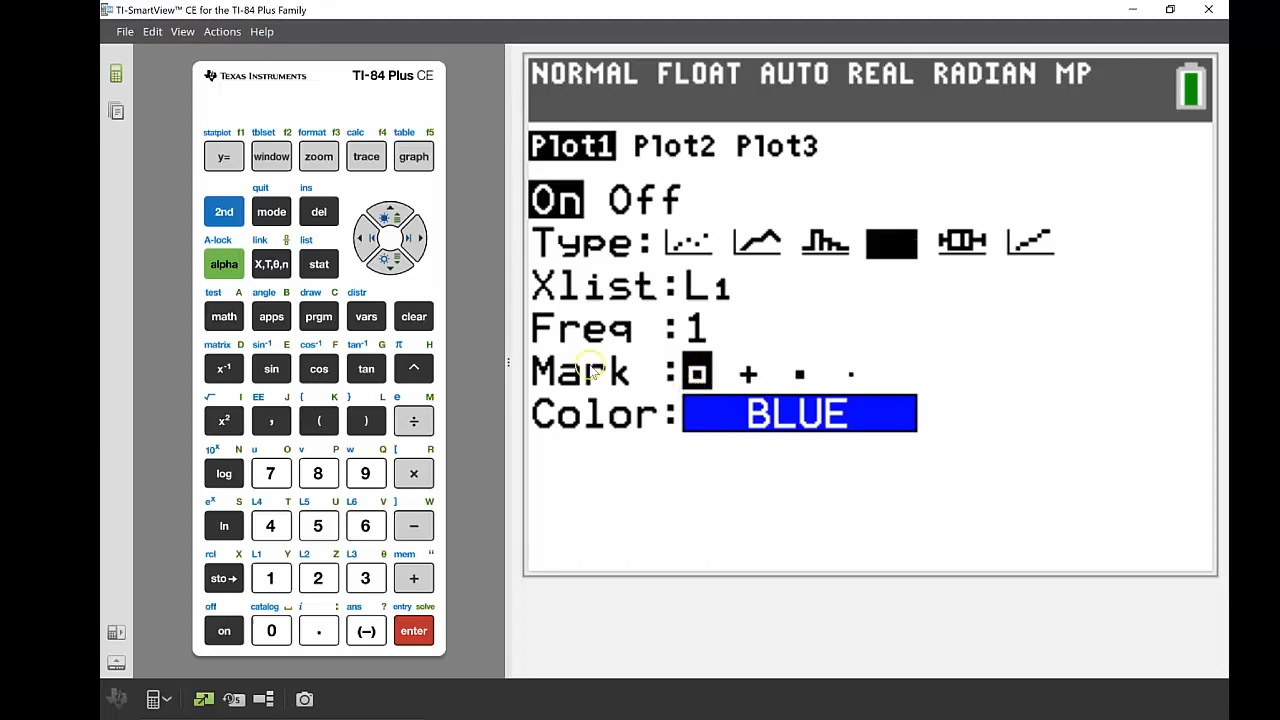 TI-SmartView™ CE for the TI-84 Plus Family
File Edit View Actions Help
TEXAS INSTRUMENTS TI-84 Plus CE
statplot f1 tblset f2 format f3 calc f4 table f5
y= window zoom trace graph
quit ins
2nd mode del
A-lock link list
alpha X,T,θ,n stat
test A angle B draw C distr
math apps prgm vars clear
matrix D sin⁻¹ E cos⁻¹ F tan⁻¹ G π H
x⁻¹ sin cos tan ^
√ I EE J { K } L e M
x² , ( ) ÷
10ˣ N u O v P w Q [ R
log 7 8 9 ×
eˣ S L4 T L5 U L6 V ] W
ln 4 5 6 −
rcl X L1 Y L2 Z L3 θ mem "
sto→ 1 2 3 +
off catalog i : ans ? entry solve
on 0 . (−) enter
NORMAL FLOAT AUTO REAL RADIAN MP
Plot1 Plot2 Plot3
On Off
Type:
Xlist:L1
Freq :1
Mark :
Color: BLUE